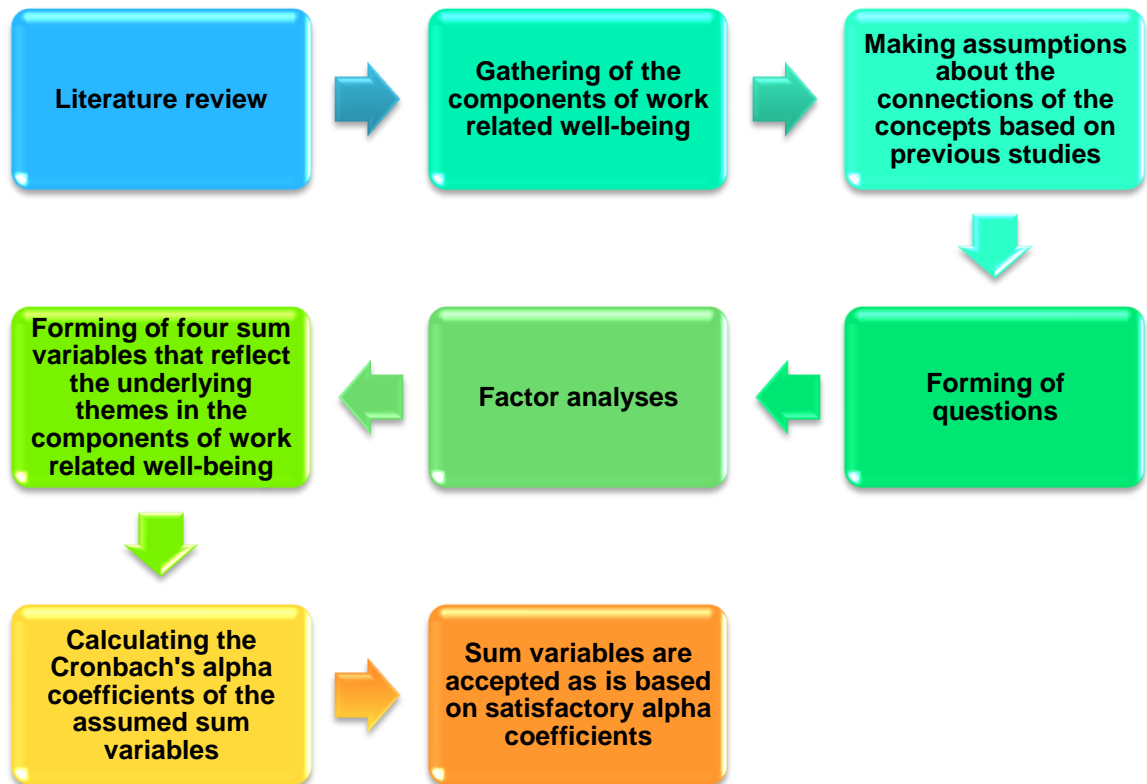 Literature review
Gathering of the
components of work
related well-being
Making assumptions
about the
connections of the
concepts based on
previous studies
Forming of
questions
Factor analyses
Forming of four sum
variables that reflect
the underlying
themes in the
components of work
related well-being
Calculating the
Cronbach's alpha
coefficients of the
assumed sum
variables
Sum variables are
accepted as is based
on satisfactory alpha
coefficients